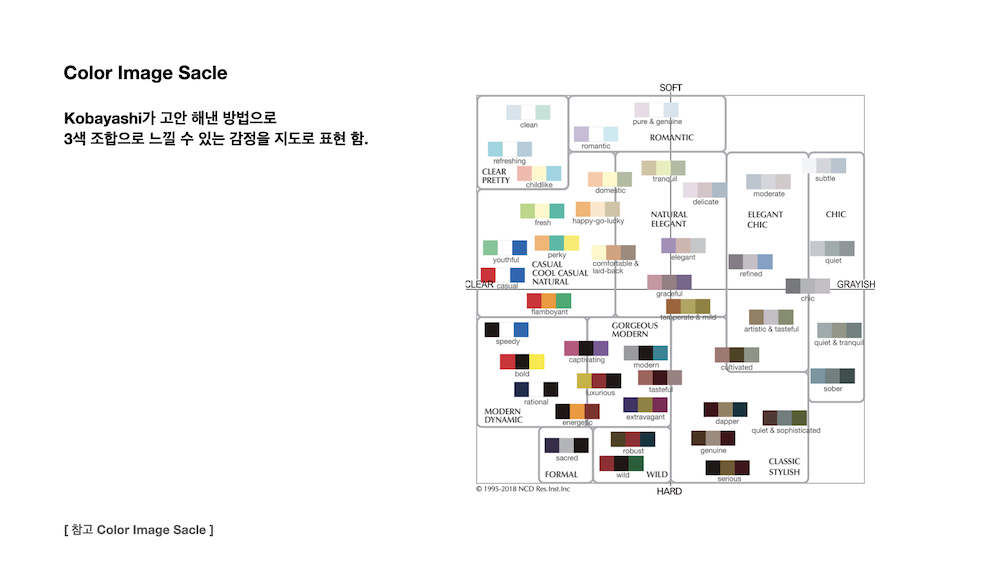 Color Image Sacle
Kobayashi가 고안 해낸 방법으로
3색 조합으로 느낄 수 있는 감정을 지도로 표현 함.
SOFT
clean
pure & genuine
romantic
ROMANTIC
refreshing
CLEAR
PRETTY
childlike
domestic
tranquil
delicate
moderate
subtle
fresh
happy-go-lucky
NATURAL
ELEGANT
ELEGANT
CHIC
CHIC
youthful
perky
comfortable &
laid-back
elegant
refined
quiet
CASUAL
COOL CASUAL
NATURAL
CLEAR
casual
graceful
chic
GRAYISH
flamboyant
temperate & mild
artistic & tasteful
quiet & tranquil
GORGEOUS
MODERN
speedy
captivating
modern
cultivated
bold
luxurious
tasteful
sober
rational
MODERN
DYNAMIC
energetic
extravagant
dapper
quiet & sophisticated
sacred
robust
genuine
FORMAL
wild
WILD
serious
CLASSIC
STYLISH
© 1995-2018 NCD Res.Inst.Inc
HARD
[ 참고 Color Image Sacle ]